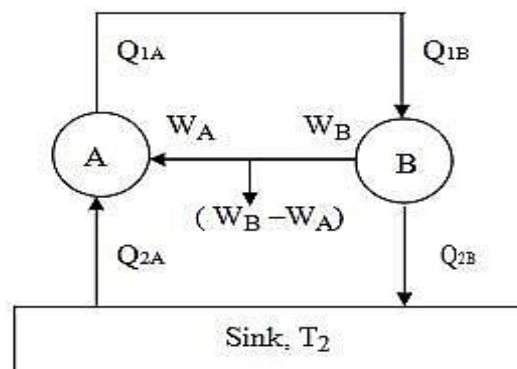 Q1A Q1B
WA WB
A B
( WB –WA)
Q2A Q2B
Sink, T2